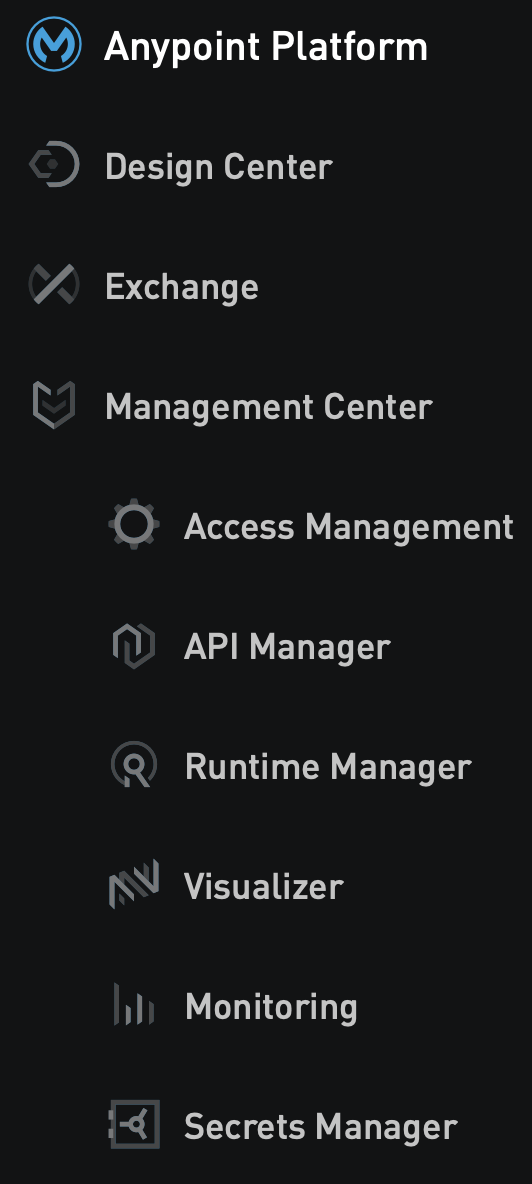 Anypoint Platform
Design Center
Exchange
Management Center
Access Management
API Manager
Runtime Manager
Visualizer
Monitoring
Secrets Manager